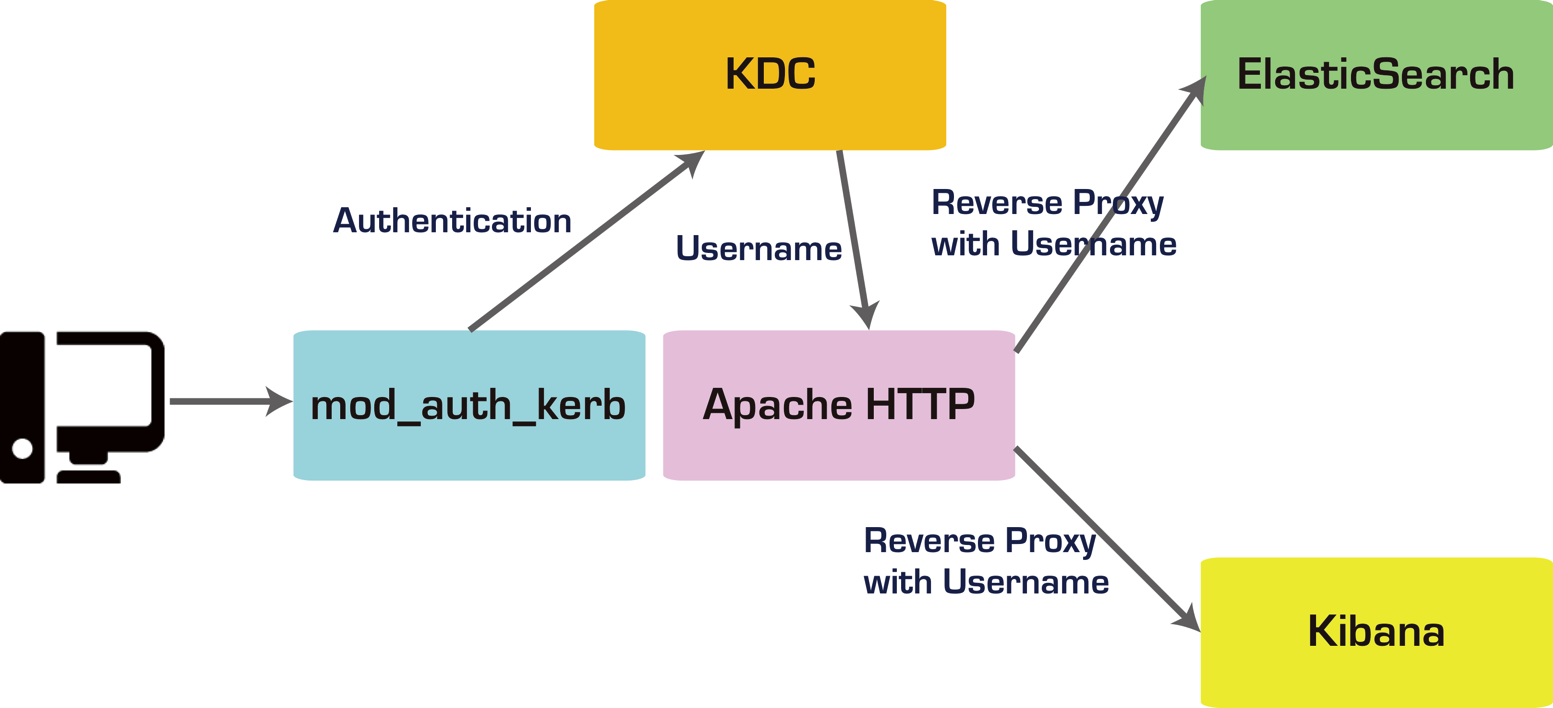 KDC
ElasticSearch
Authentication
Username
Reverse Proxy
with Username
mod_auth_kerb
Apache HTTP
Reverse Proxy
with Username
Kibana